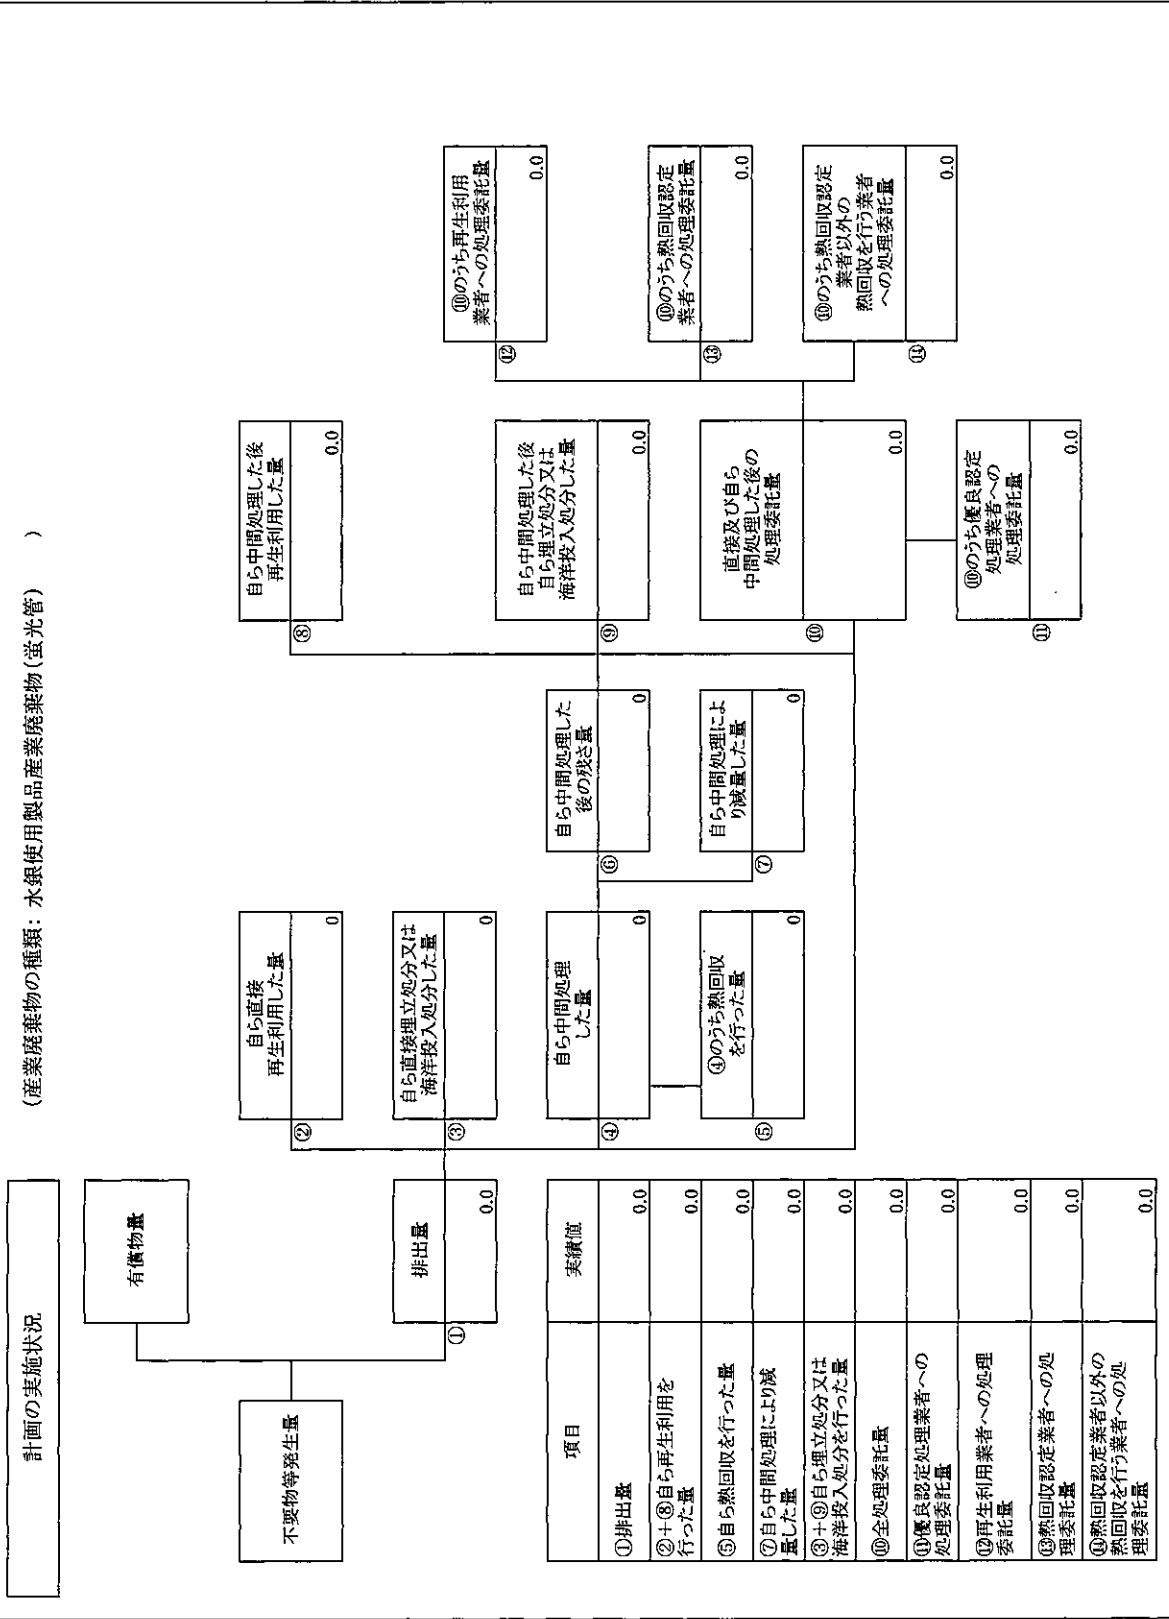 計画の実施状況
(産業廃棄物の種類: 水銀使用製品産業廃棄物(蛍光管) )
不要物等発生量
有償物量
排出量
① 0.0
自ら直接
再生利用した量
② 0
自ら直接埋立処分又は
海洋投入処分した量
③ 0
自ら中間処理
した量
④ 0
④のうち熱回収
を行った量
⑤ 0
自ら中間処理した
後の残さ量
⑥ 0
自ら中間処理によ
り減量した量
⑦ 0
自ら中間処理した後
再生利用した量
⑧ 0.0
自ら中間処理した後
自ら埋立処分又は
海洋投入処分した量
⑨ 0.0
直接及び自ら
中間処理した後の
処理委託量
⑩ 0.0
⑩のうち優良認定
処理業者への
処理委託量
⑪ 0.0
⑩のうち再生利用
業者への処理委託量
⑫ 0.0
⑩のうち熱回収認定
業者への処理委託量
⑬ 0.0
⑩のうち熱回収認定
業者以外の
熱回収を行う業者
への処理委託量
⑭ 0.0
項目 実績値
①排出量 0.0
②+⑧自ら再生利用を
行った量 0.0
⑤自ら熱回収を行った量 0.0
⑦自ら中間処理により減
量した量 0.0
③+⑨自ら埋立処分又は
海洋投入処分を行った量 0.0
⑩全処理委託量 0.0
⑪優良認定処理業者への
処理委託量 0.0
⑫再生利用業者への処理
委託量 0.0
⑬熱回収認定業者への処
理委託量 0.0
⑭熱回収認定業者以外の
熱回収を行う業者への処
理委託量 0.0